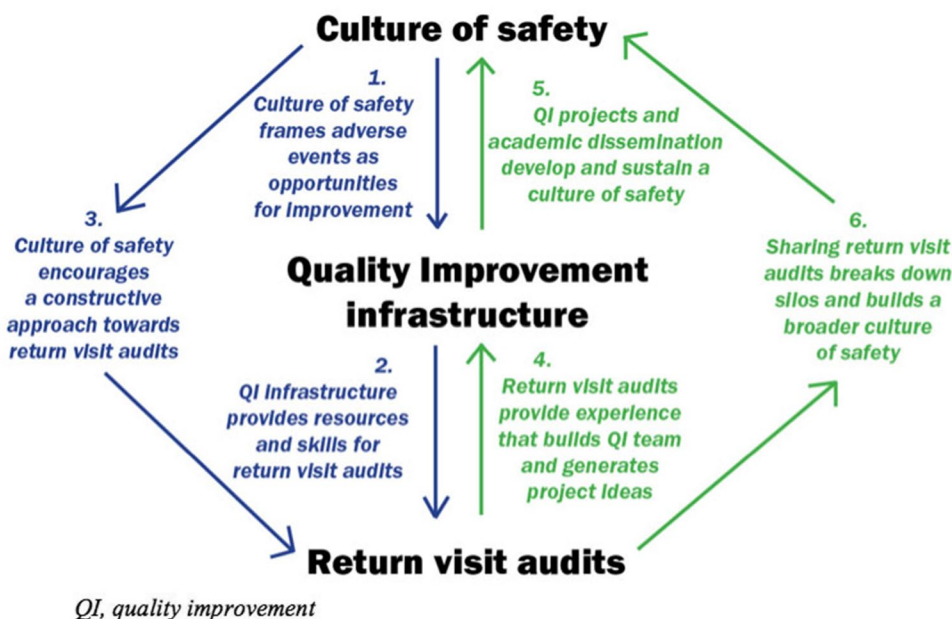 Culture of safety
1.
Culture of safety
frames adverse
events as
opportunities
for improvement
5.
QI projects and
academic dissemination
develop and sustain a
culture of safety
3.
Culture of safety
encourages
a constructive
approach towards
return visit audits
6.
Sharing return visit
audits breaks down
silos and builds a
broader culture
of safety
Quality Improvement
infrastructure
2.
QI infrastructure
provides resources
and skills for
return visit audits
4.
Return visit audits
provide experience
that builds QI team
and generates
project ideas
Return visit audits
QI, quality improvement